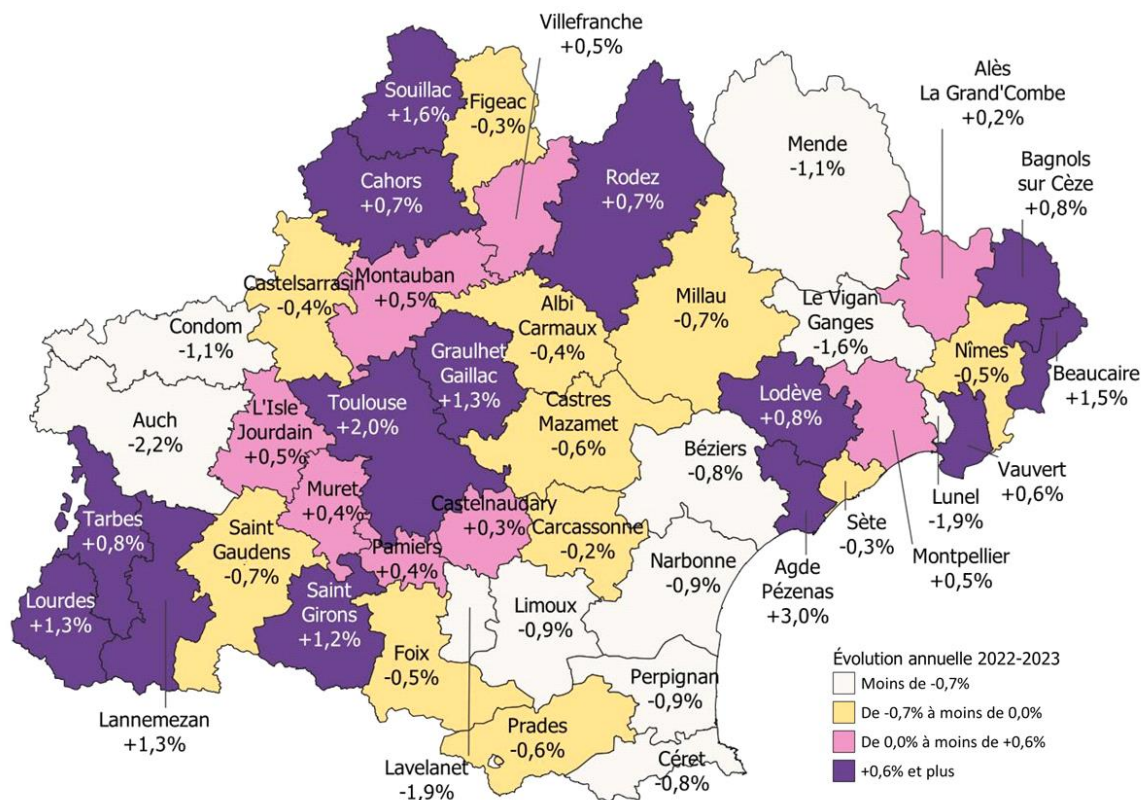 Villefranche
+0,5%
Souillac
+1,6%
Figeac
-0,3%
Alès
La Grand'Combe
+0,2%
Mende
-1,1%
Bagnols
sur Cèze
+0,8%
Cahors
+0,7%
Rodez
+0,7%
Castelsarrasin
-0,4%
Montauban
+0,5%
Albi
Carmaux
-0,4%
Millau
-0,7%
Le Vigan
Ganges
-1,6%
Condom
-1,1%
Graulhet
Gaillac
+1,3%
Nîmes
-0,5%
Beaucaire
+1,5%
Auch
-2,2%
L'Isle
Jourdain
+0,5%
Toulouse
+2,0%
Castres
Mazamet
-0,6%
Lodève
+0,8%
Béziers
-0,8%
Vauvert
+0,6%
Lunel
-1,9%
Muret
+0,4%
Castelnaudary
+0,3%
Carcassonne
-0,2%
Sète
-0,3%
Montpellier
+0,5%
Tarbes
+0,8%
Saint
Gaudens
-0,7%
Pamiers
+0,4%
Narbonne
-0,9%
Agde
Pézenas
+3,0%
Lourdes
+1,3%
Saint
Girons
+1,2%
Limoux
-0,9%
Foix
-0,5%
Perpignan
-0,9%
Lannemezan
+1,3%
Prades
-0,6%
Lavelanet
-1,9%
Céret
-0,8%
Évolution annuelle 2022-2023
Moins de -0,7%
De -0,7% à moins de 0,0%
De 0,0% à moins de +0,6%
+0,6% et plus